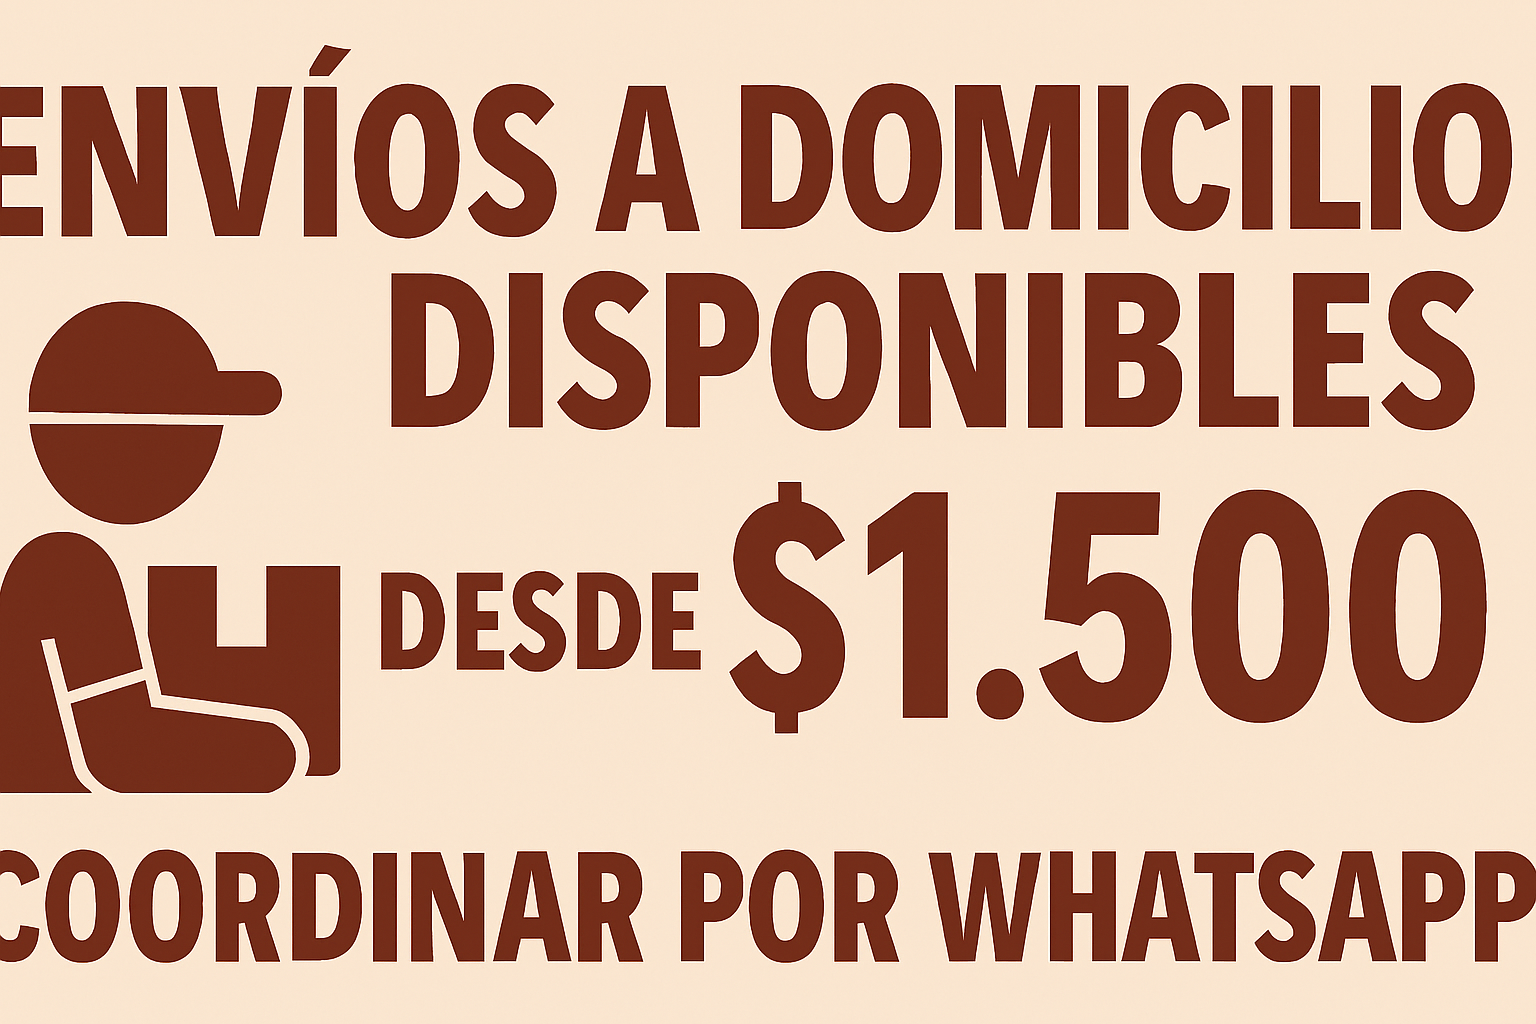 ENVÍOS A DOMICILIO
DISPONIBLES
DESDE $1.500
COORDINAR POR WHATSAPP